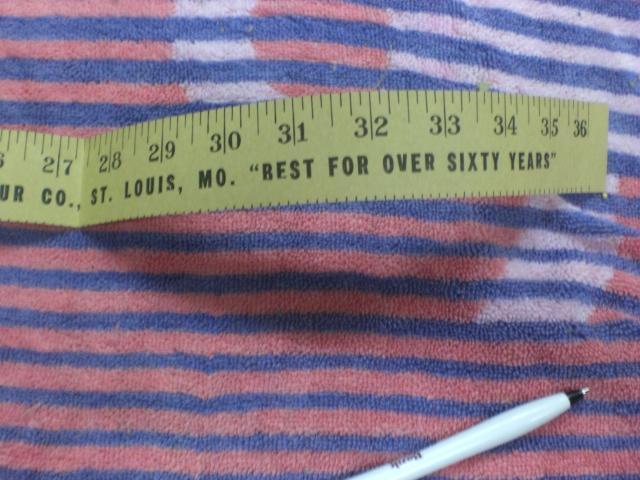 6 27 28 29 30 31 32 33 34 35 36
UR CO., ST. LOUIS, MO. "BEST FOR OVER SIXTY YEARS"